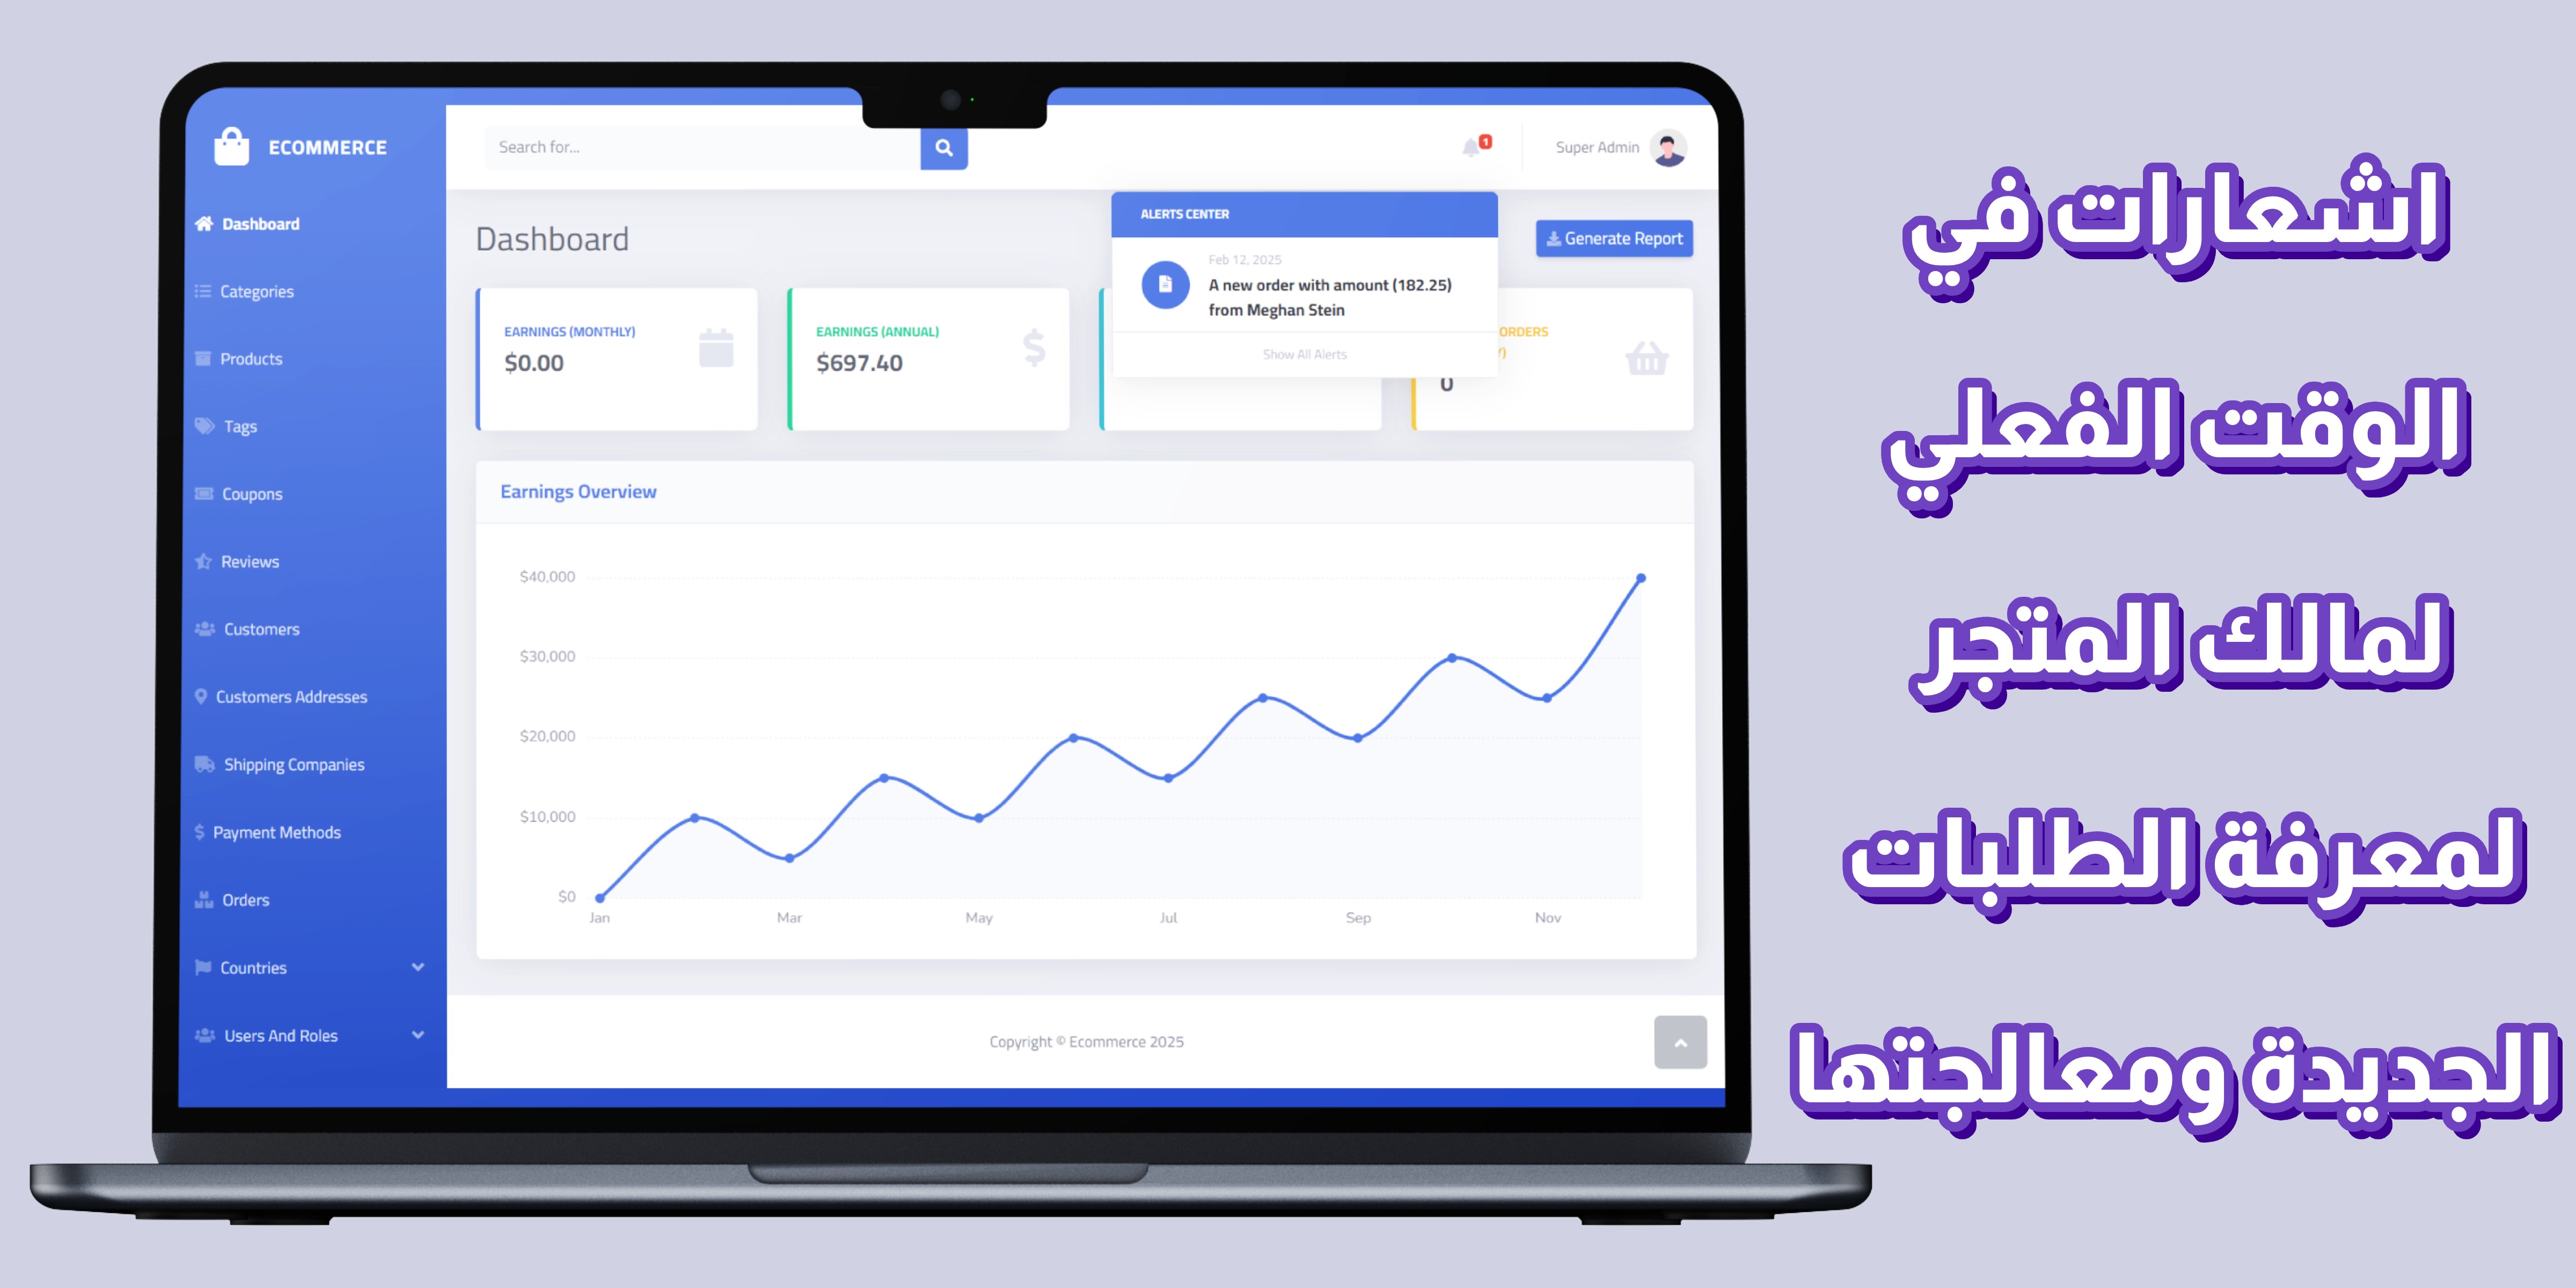 ECOMMERCE
Dashboard
Categories
Products
Tags
Coupons
Reviews
Customers
Customers Addresses
Shipping Companies
Payment Methods
Orders
Countries
Users And Roles
Search for...
1
Super Admin
Dashboard
Generate Report
ALERTS CENTER
Feb 12, 2025
A new order with amount (182.25)
from Meghan Stein
Show All Alerts
EARNINGS (MONTHLY)
$0.00
EARNINGS (ANNUAL)
$697.40
ORDERS
0
Earnings Overview
$40,000
$30,000
$20,000
$10,000
$0
Jan Mar May Jul Sep Nov
Copyright © Ecommerce 2025
اشعارات في
الوقت الفعلي
لمالك المتجر
لمعرفة الطلبات
الجديدة ومعالجتها